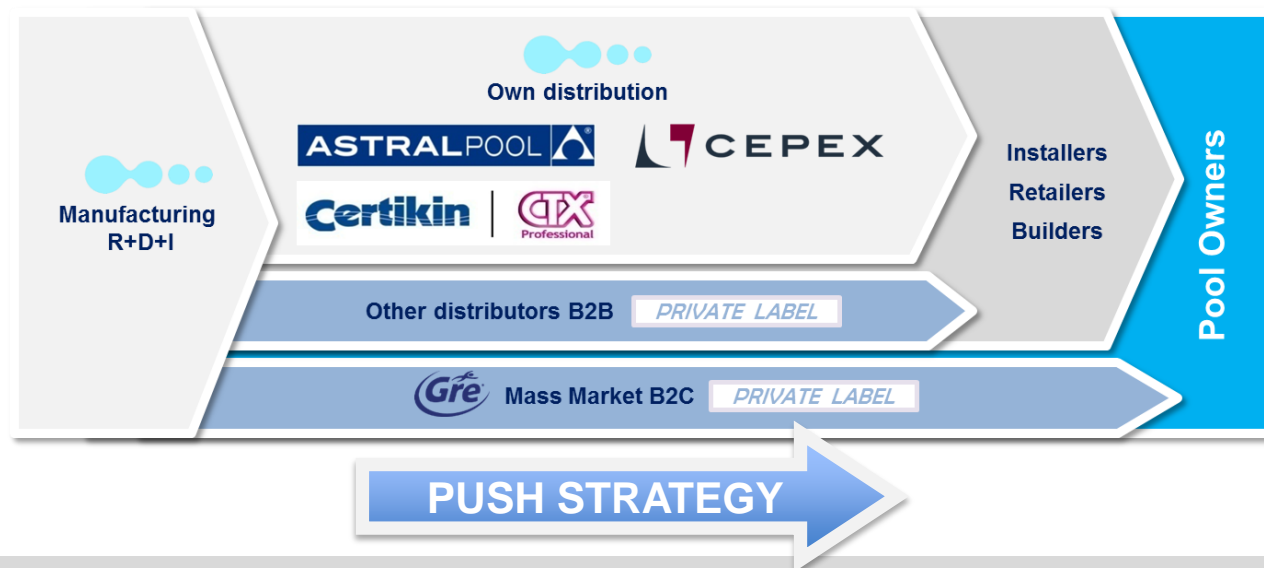 Own distribution
ASTRALPOOL
CEPEX
Certikin
CTX
Professional
Manufacturing
R+D+I
Installers
Retailers
Builders
Pool Owners
Other distributors B2B PRIVATE LABEL
Gre Mass Market B2C PRIVATE LABEL
PUSH STRATEGY